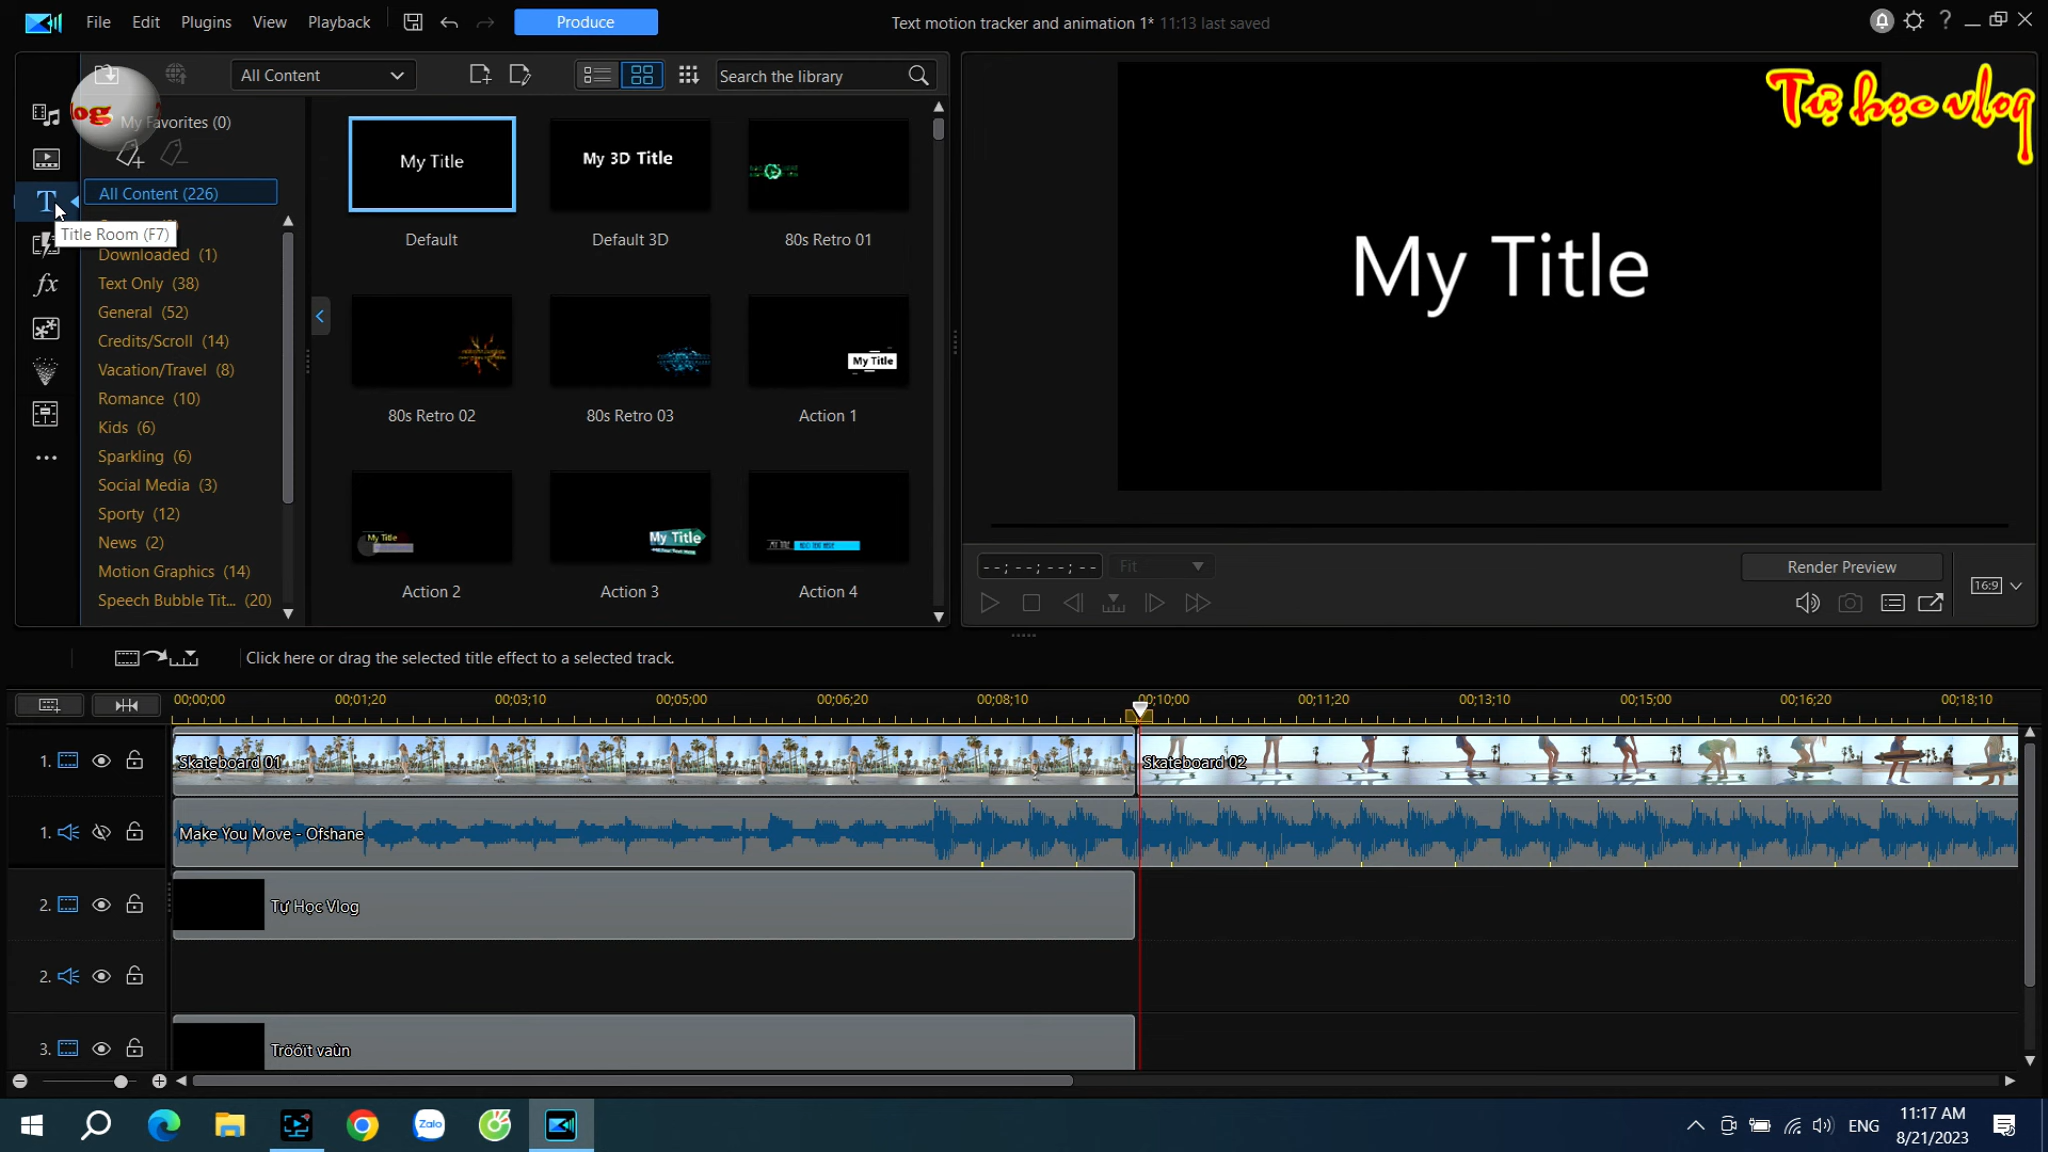 File Edit Plugins View Playback Produce Text motion tracker and animation 1* 11:13 last saved
All Content Search the library
Tự học vlog
log
My Favorites (0)
All Content (226)
Title Room (F7)
Downloaded (1)
Text Only (38)
General (52)
Credits/Scroll (14)
Vacation/Travel (8)
Romance (10)
Kids (6)
Sparkling (6)
Social Media (3)
Sporty (12)
News (2)
Motion Graphics (14)
Speech Bubble Tit... (20)
My Title My 3D Title
Default Default 3D 80s Retro 01
My Title
80s Retro 02 80s Retro 03 Action 1
My Title My Title
Action 2 Action 3 Action 4
My Title
--;--;--;-- Fit Render Preview
16:9
Click here or drag the selected title effect to a selected track.
00;00;00 00;01;20 00;03;10 00;05;00 00;06;20 00;08;10 00;10;00 00;11;20 00;13;10 00;15;00 00;16;20 00;18;10
1. Skateboard 01 Skateboard 02
1. Make You Move - Ofshane
2. Tự Học Vlog
2.
3. Tröôït vaùn
Zalo
ENG
11:17 AM
8/21/2023